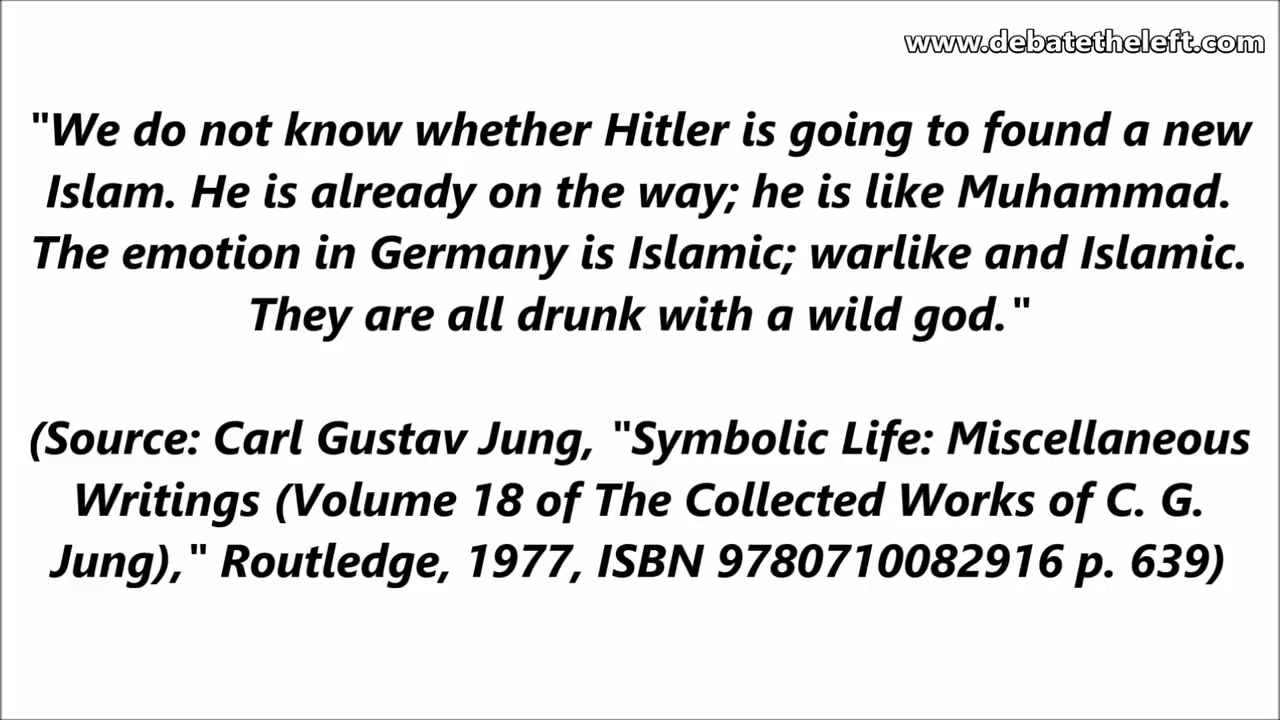 www.debatetheleft.com
"We do not know whether Hitler is going to found a new
Islam. He is already on the way; he is like Muhammad.
The emotion in Germany is Islamic; warlike and Islamic.
They are all drunk with a wild god."
(Source: Carl Gustav Jung, "Symbolic Life: Miscellaneous
Writings (Volume 18 of The Collected Works of C. G.
Jung)," Routledge, 1977, ISBN 9780710082916 p. 639)